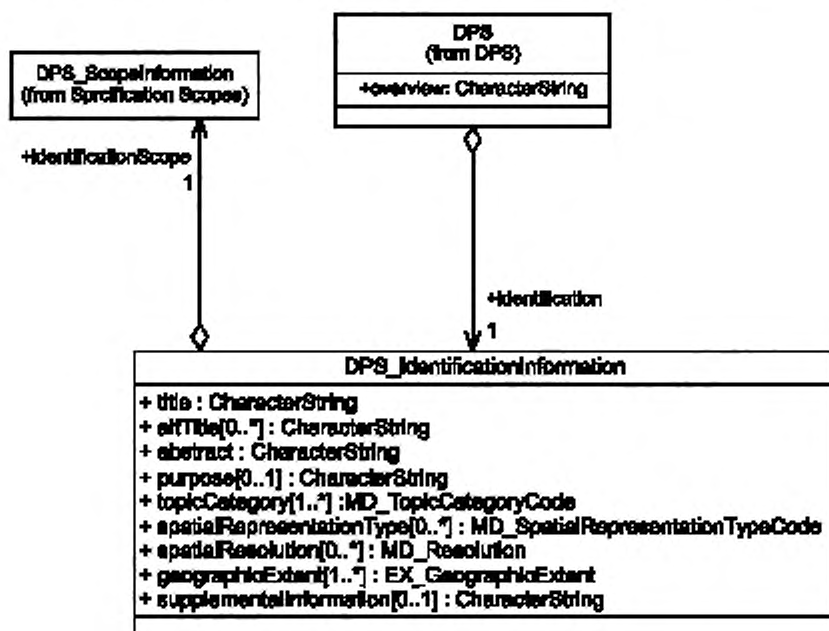 DPS
(from DPS)
+overview: CharacterString
DPS_ScopeInformation
(from Sprcification Scopes)
+identificationScope
1
+identification
1
DPS_IdentificationInformation
+ title : CharacterString
+ altTitle[0..*] : CharacterString
+ abstract : CharacterString
+ purpose[0..1] : CharacterString
+ topicCategory[1..*] :MD_TopicCategoryCode
+ spatialRepresentationType[0..*] : MD_SpatialRepresentationTypeCode
+ spatialResolution[0..*] : MD_Resolution
+ geographicExtent[1..*] : EX_GeographicExtent
+ supplementalInformation[0..1] : CharacterString